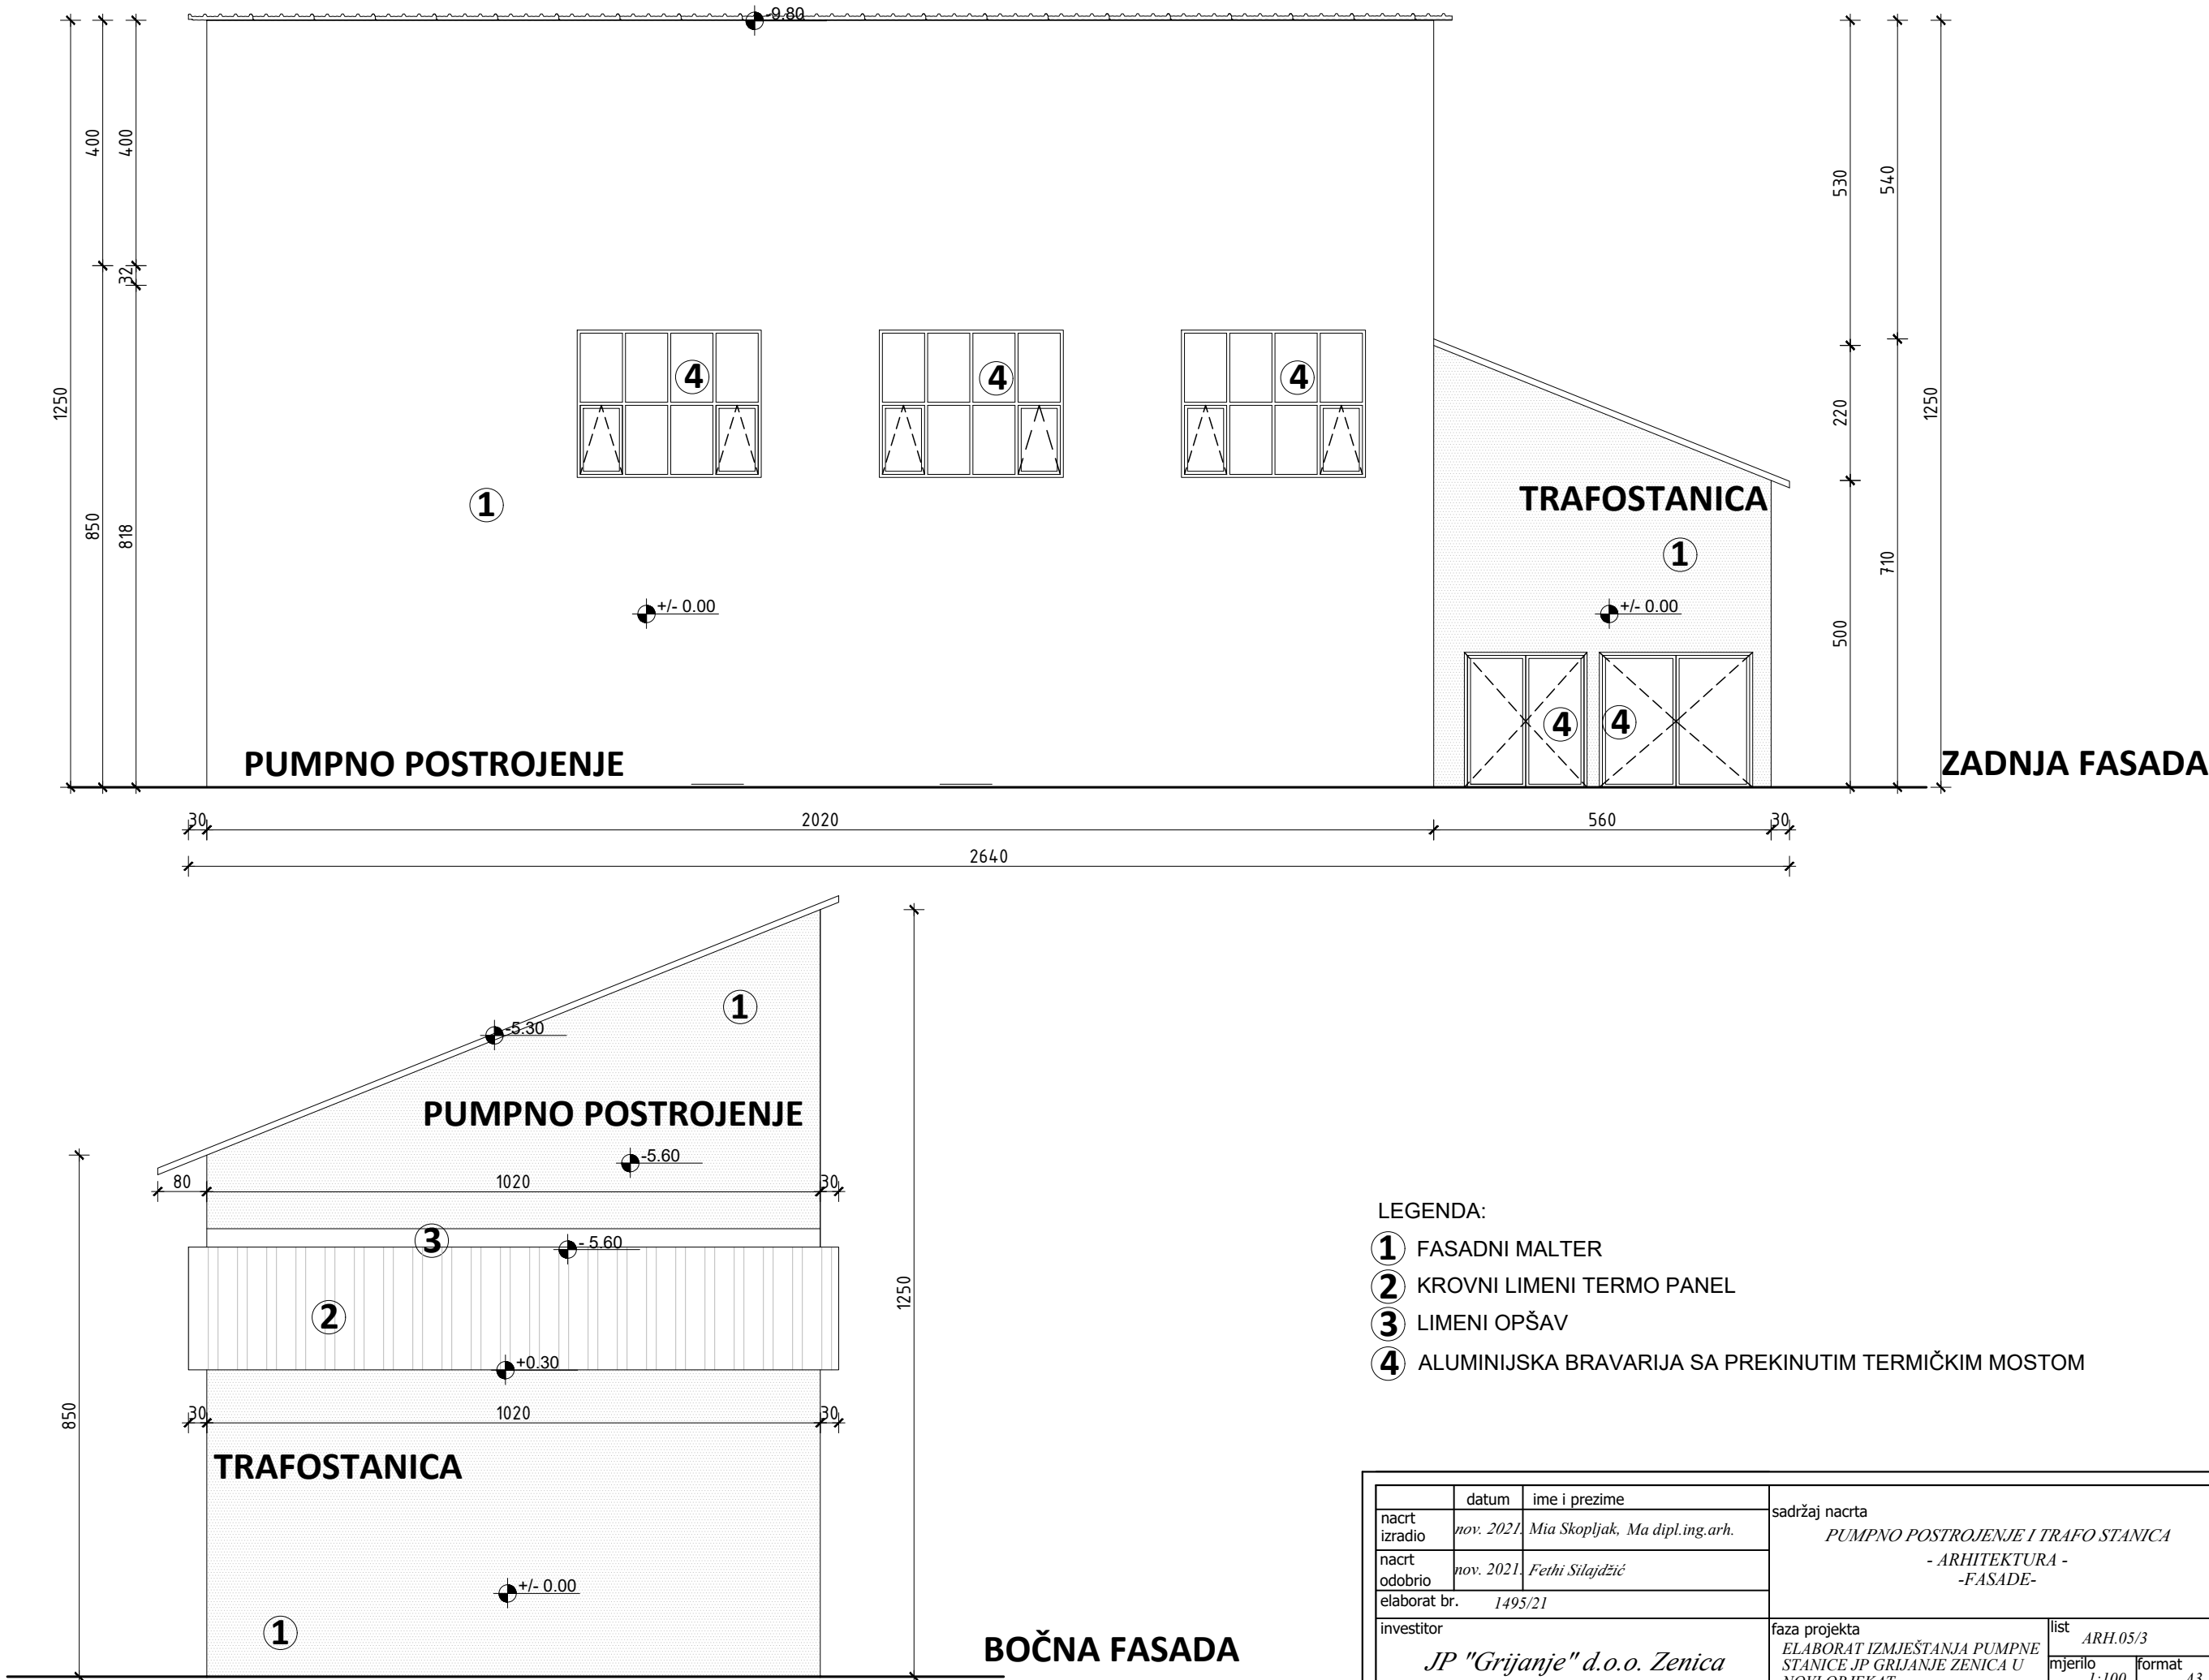 -9.80
400
400
32
1250
850
818
530
540
220
1250
710
500
4
4
4
1
TRAFOSTANICA
1
+/- 0.00
+/- 0.00
4
4
PUMPNO POSTROJENJE
ZADNJA FASADA
30
2020
560
30
2640
1
-5.30
PUMPNO POSTROJENJE
-5.60
80
1020
30
3
- 5.60
2
+0.30
1250
850
30
1020
30
TRAFOSTANICA
+/- 0.00
1
BOČNA FASADA
LEGENDA:
1 FASADNI MALTER
2 KROVNI LIMENI TERMO PANEL
3 LIMENI OPŠAV
4 ALUMINIJSKA BRAVARIJA SA PREKINUTIM TERMIČKIM MOSTOM
datum ime i prezime
nacrt izradio nov. 2021. Mia Skopljak, Ma dipl.ing.arh.
nacrt odobrio nov. 2021. Fethi Silajdžić
elaborat br. 1495/21
sadržaj nacrta
PUMPNO POSTROJENJE I TRAFO STANICA
- ARHITEKTURA -
-FASADE-
investitor
JP "Grijanje" d.o.o. Zenica
faza projekta
ELABORAT IZMJEŠTANJA PUMPNE
STANICE JP GRIJANJE ZENICA U
NOVI OBJEKAT
list ARH.05/3
mjerilo 1:100
format A3